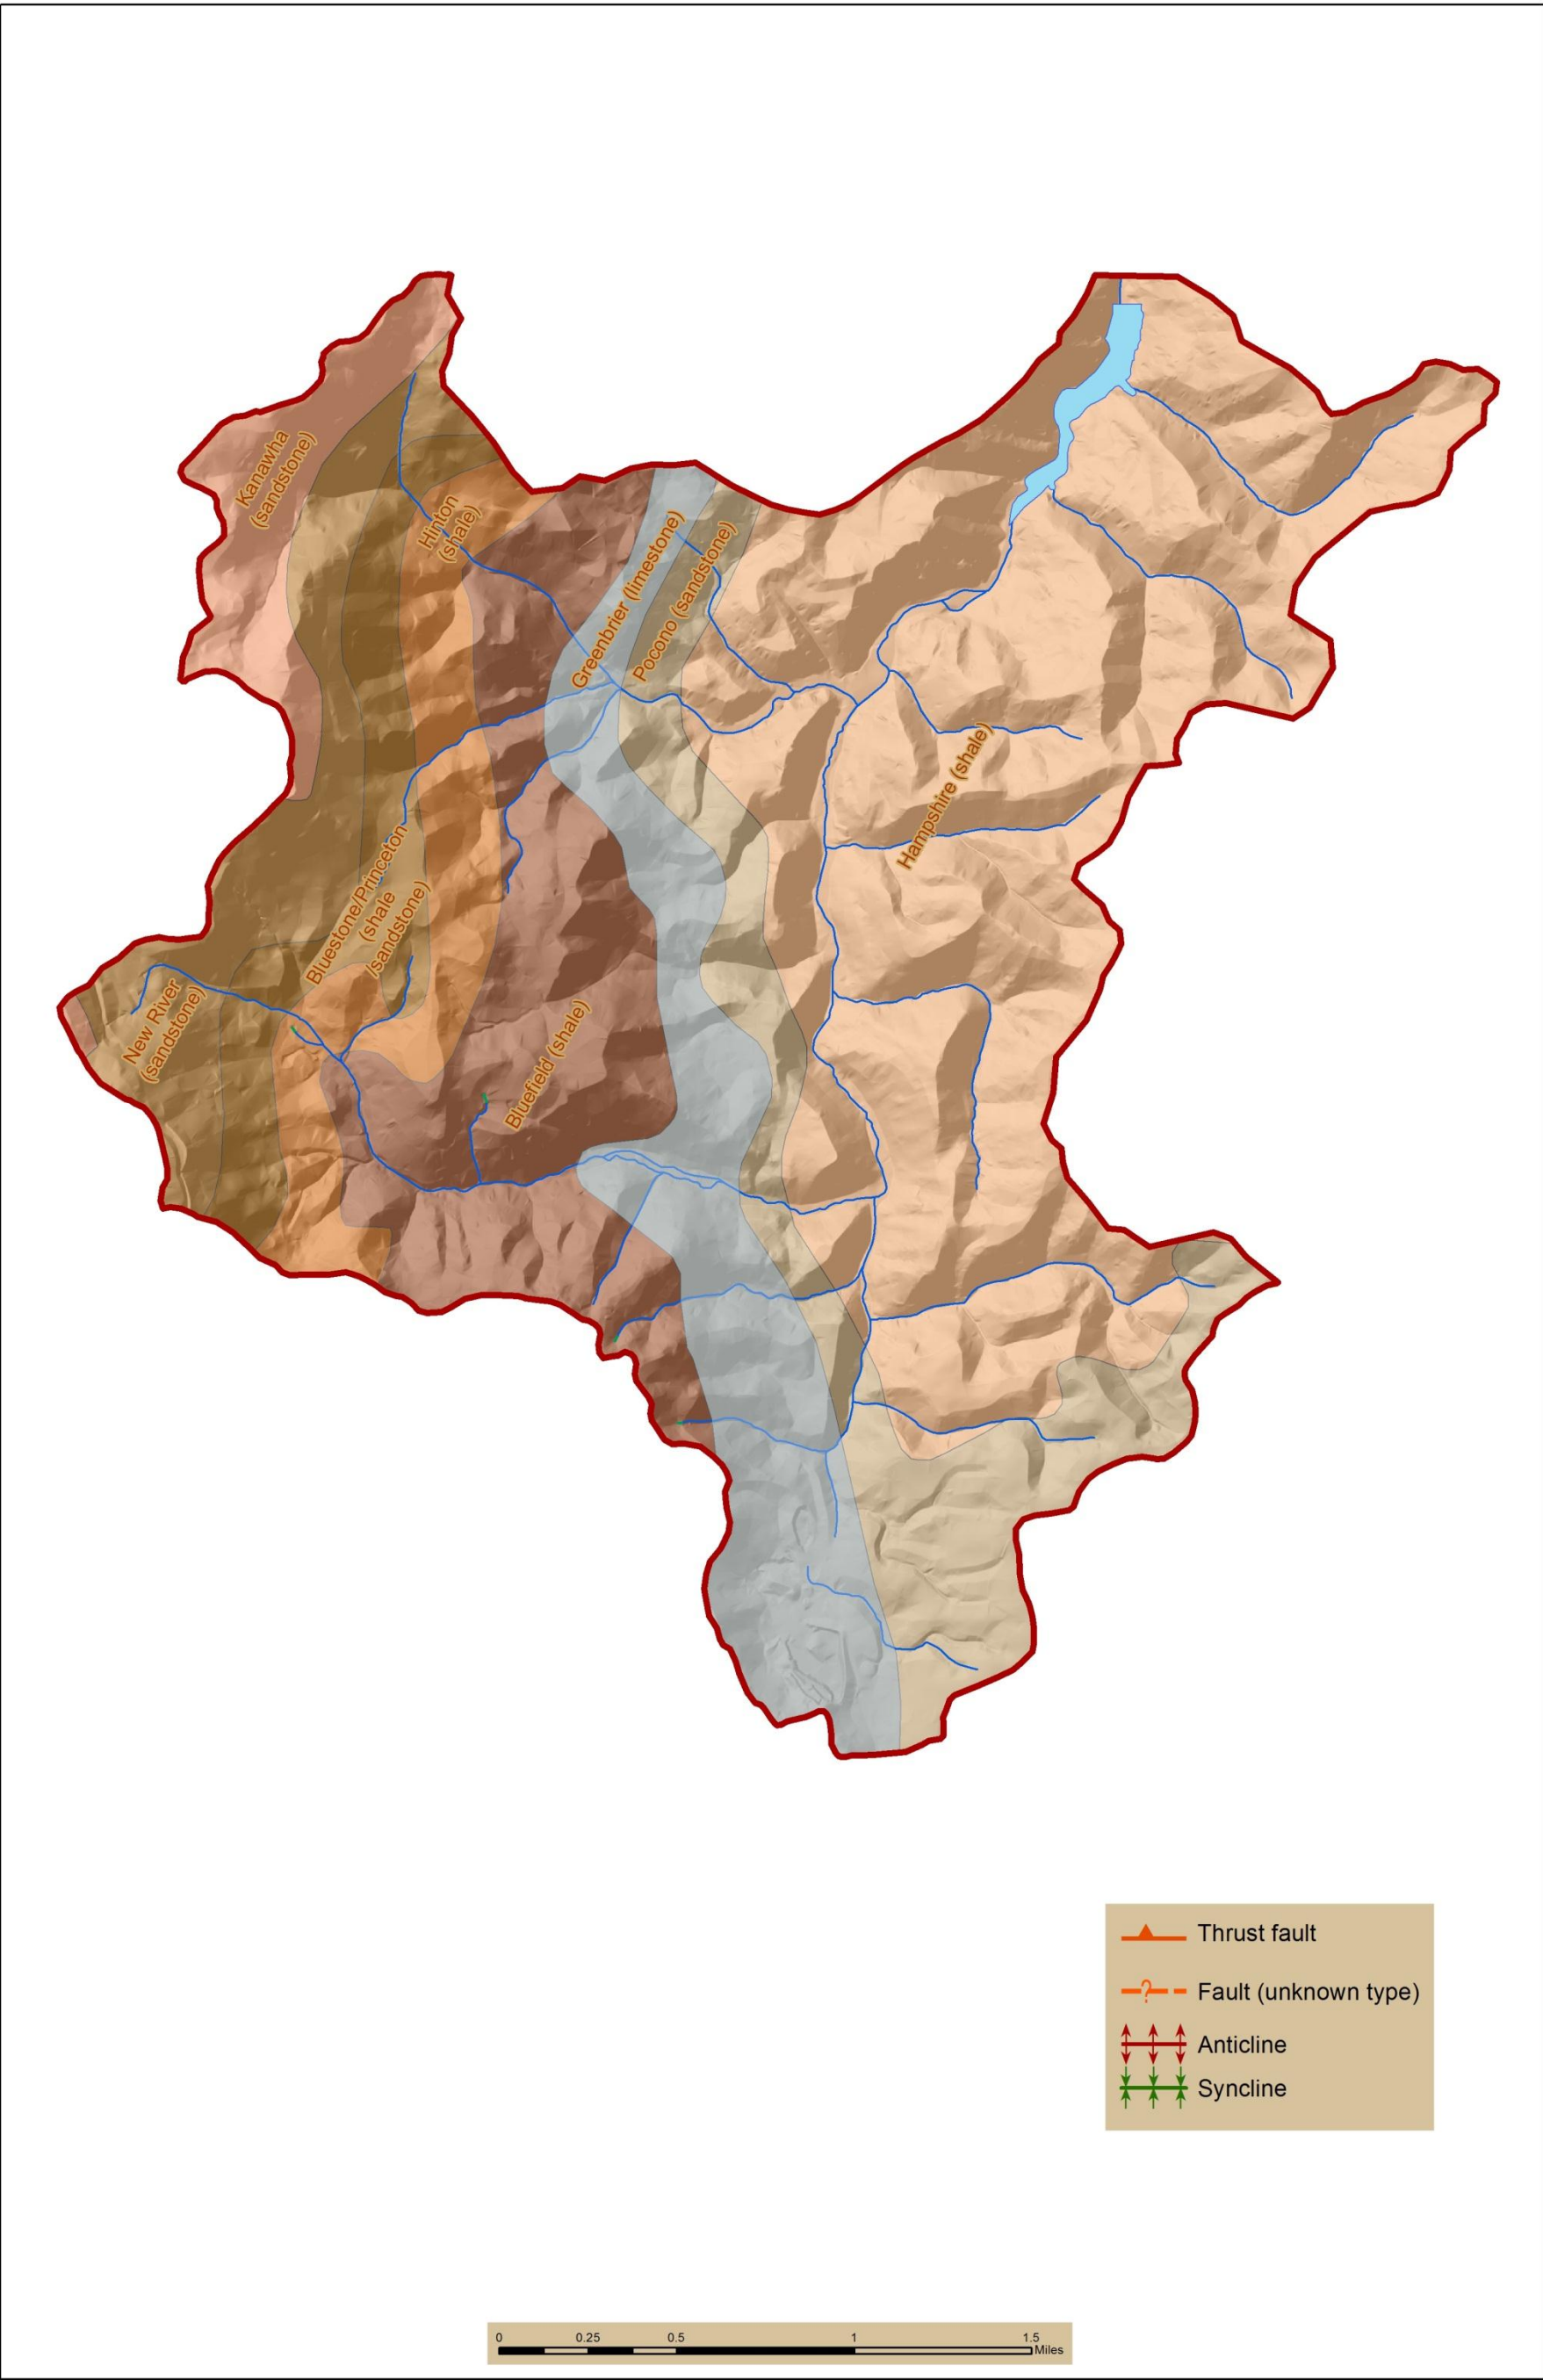 Kanawha
(sandstone)
Hinton
(shale)
Greenbrier (limestone)
Pocono (sandstone)
Hampshire (shale)
Bluestone/Princeton
(shale
/sandstone)
New River
(sandstone)
Bluefield (shale)
Thrust fault
?
Fault (unknown type)
Anticline
Syncline
0 0.25 0.5 1 1.5
Miles